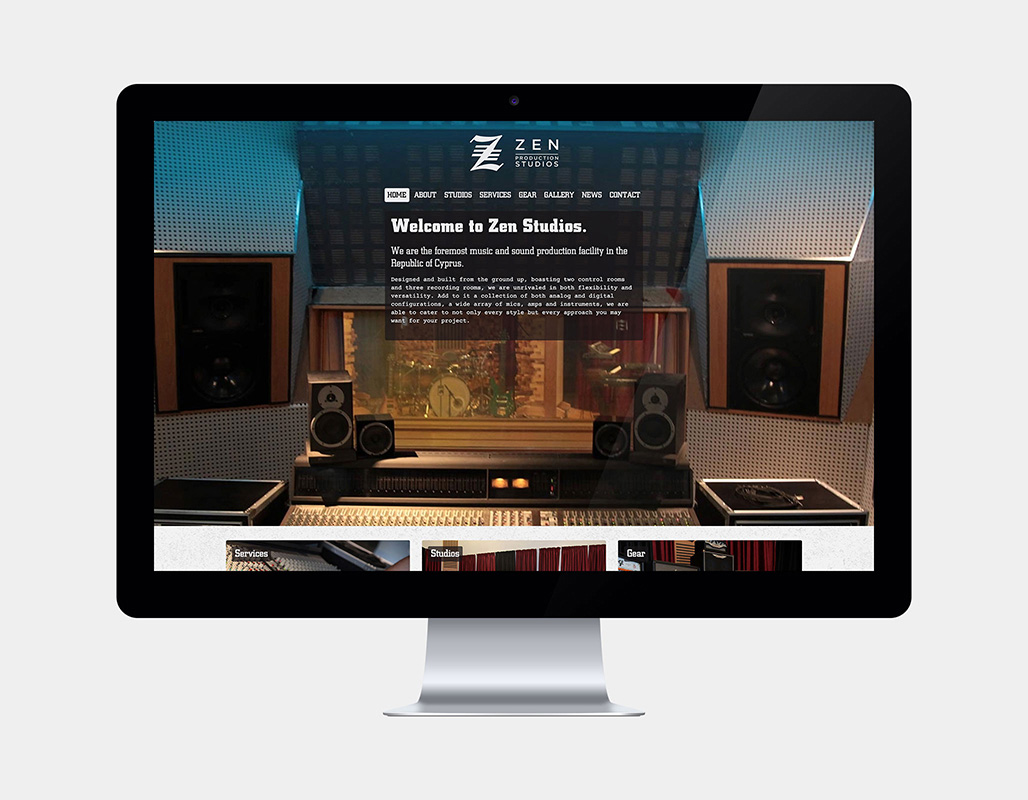 Z ZEN
PRODUCTION
STUDIOS
HOME ABOUT STUDIOS SERVICES GEAR GALLERY NEWS CONTACT
Welcome to Zen Studios.
We are the foremost music and sound production facility in the
Republic of Cyprus.
Designed and built from the ground up, boasting two control rooms
and three recording rooms, we are unrivaled in both flexibility and
versatility. Add to it a collection of both analog and digital
configurations, a wide array of mics, amps and instruments, we are
able to cater to not only every style but every approach you may
want for your project.
Services
Studios
Gear